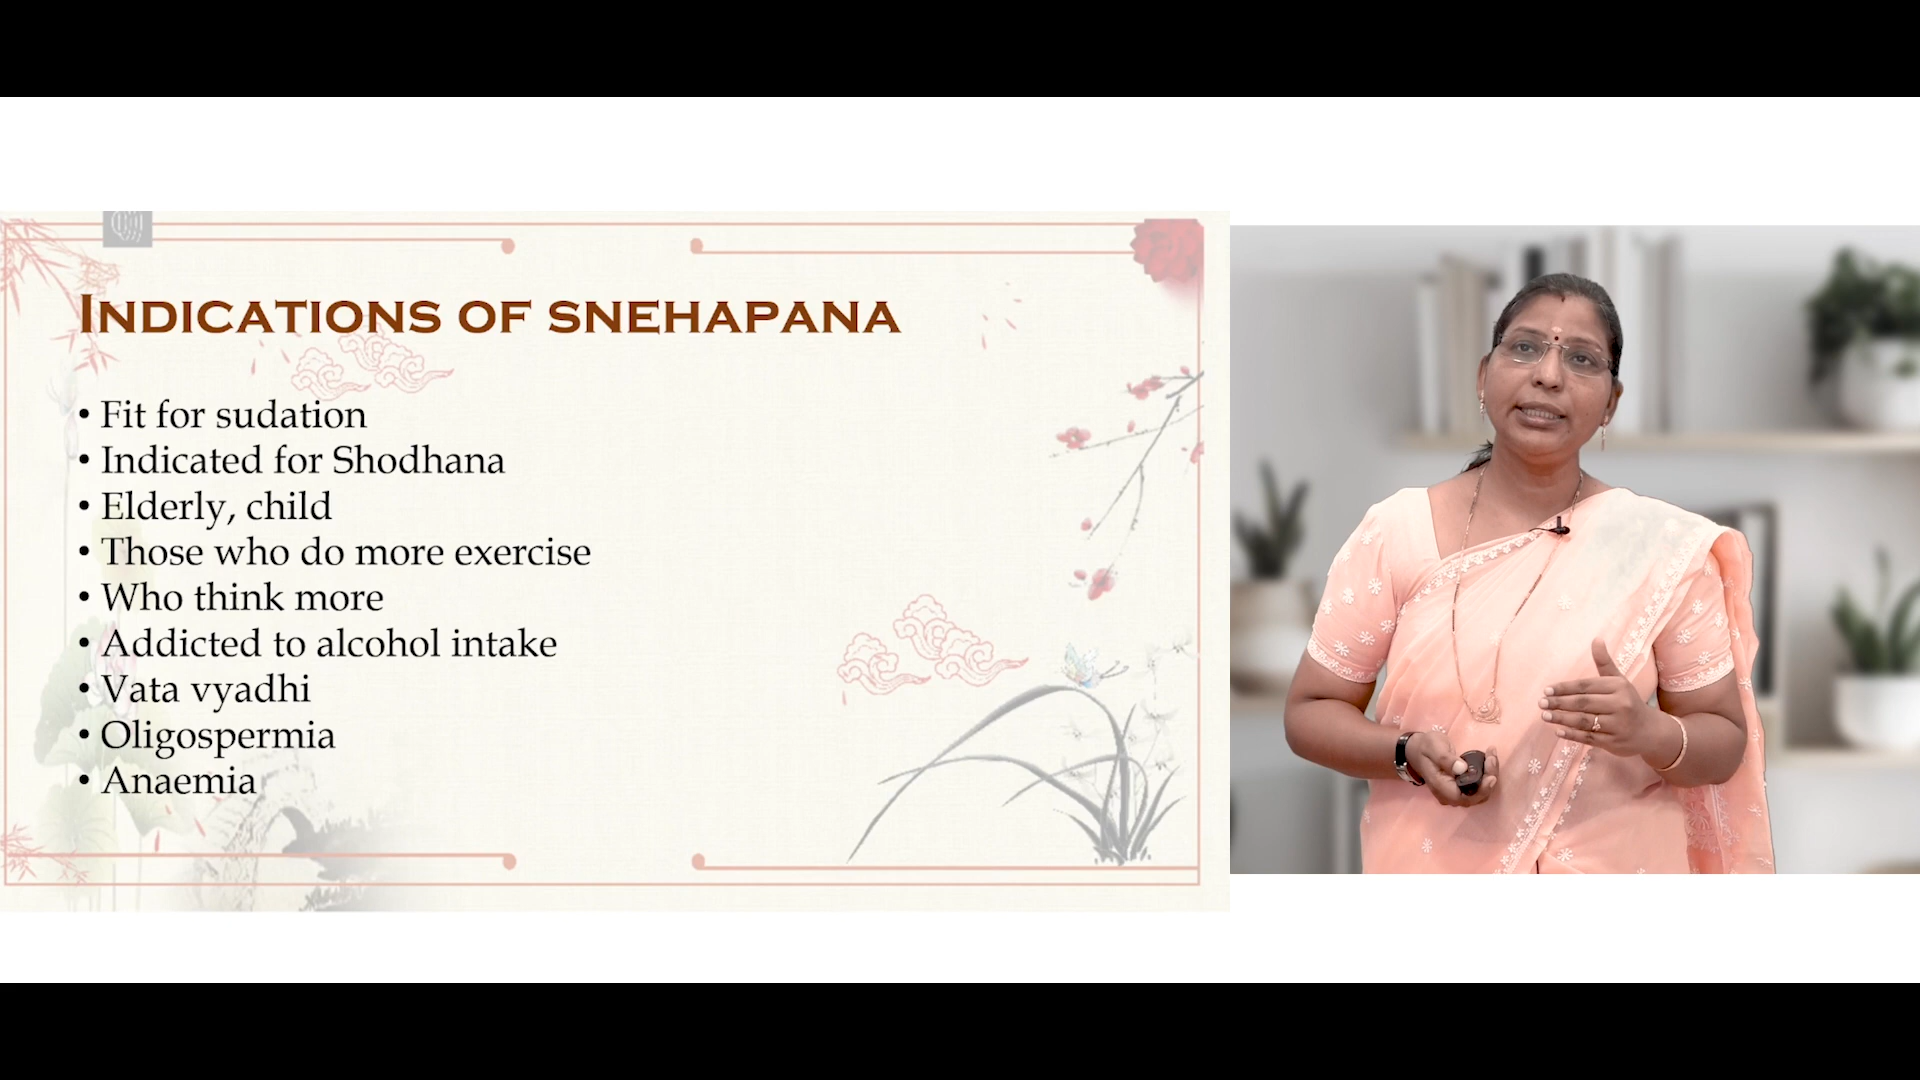 INDICATIONS OF SNEHAPANA
• Fit for sudation
• Indicated for Shodhana
• Elderly, child
• Those who do more exercise
• Who think more
• Addicted to alcohol intake
• Vata vyadhi
• Oligospermia
• Anaemia